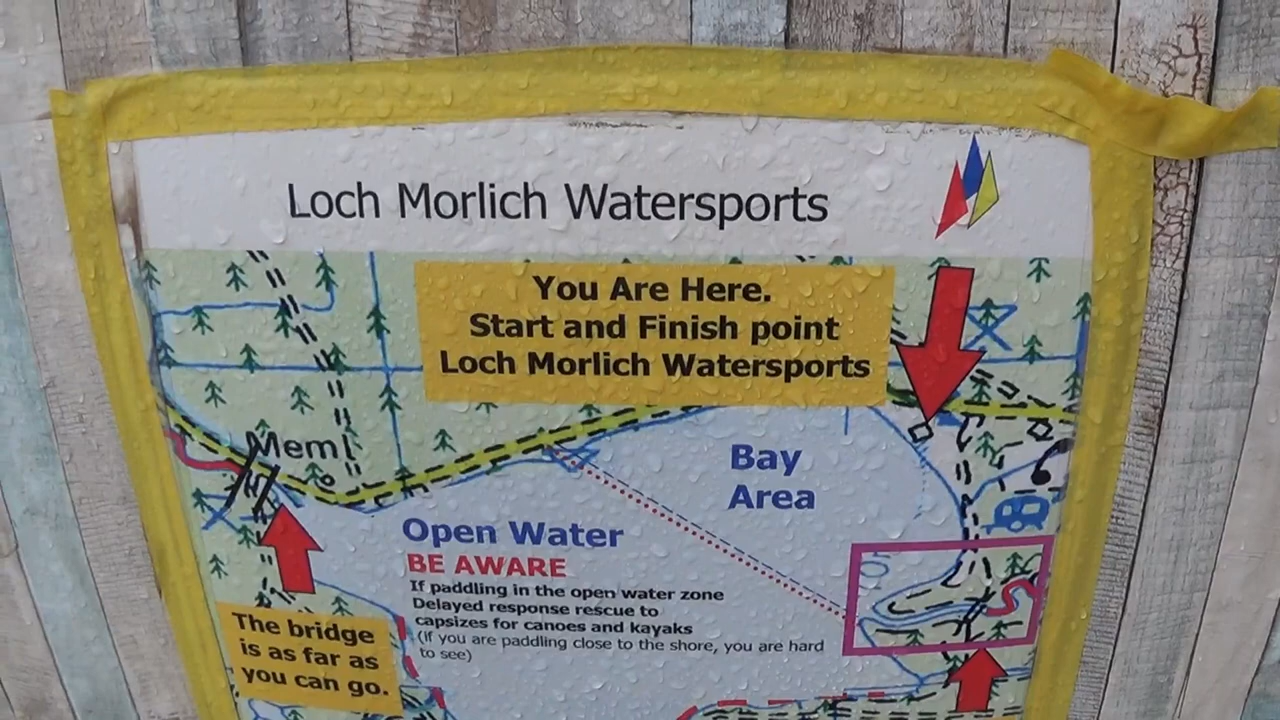 Loch Morlich Watersports
You Are Here.
Start and Finish point
Loch Morlich Watersports
Meml
Bay
Area
Open Water
BE AWARE
If paddling in the open water zone
Delayed response rescue to
capsizes for canoes and kayaks
(if you are paddling close to the shore, you are hard
to see)
The bridge
is as far as
you can go.